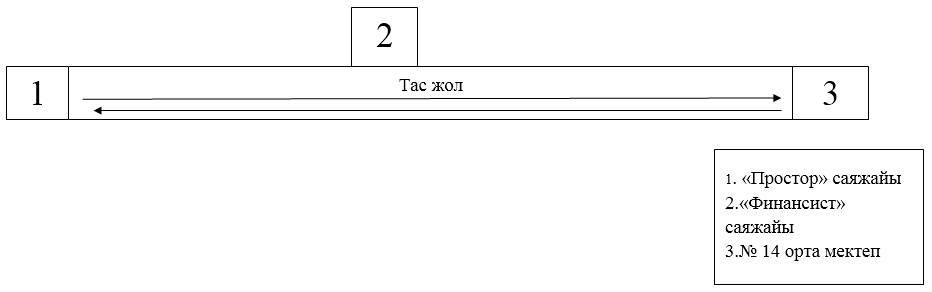 2
1
Тас жол
3
1. «Простор» саяжайы
2.«Финансист»
саяжайы
3.№ 14 орта мектеп